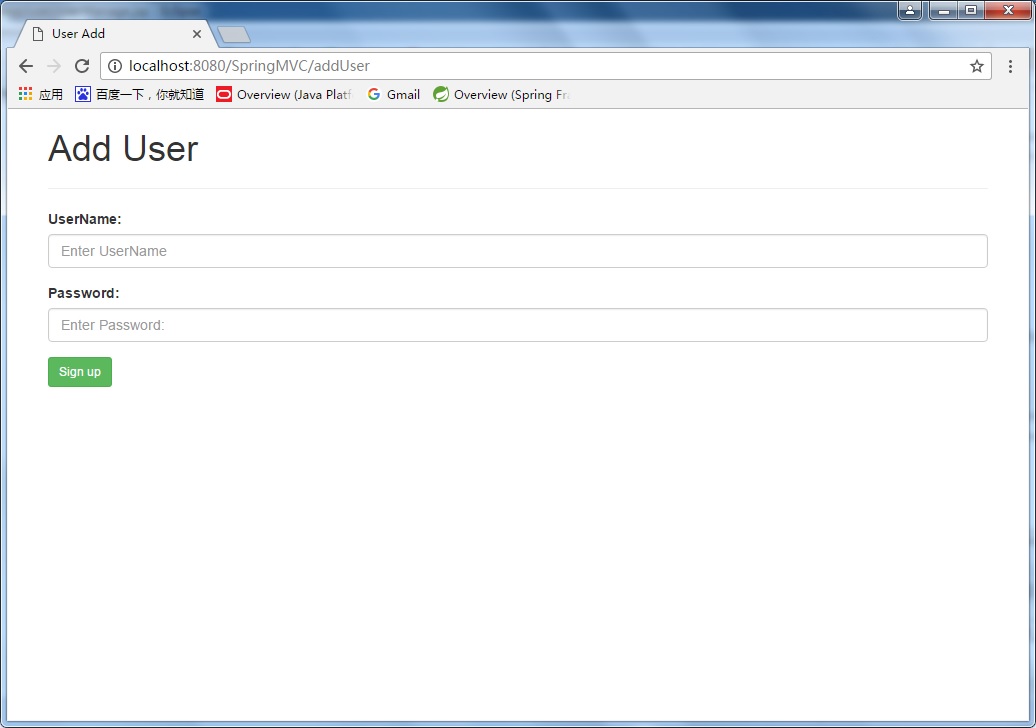 User Add
localhost:8080/SpringMVC/addUser
应用 百度一下，你就知道 Overview (Java Platf Gmail Overview (Spring Fra
Add User
UserName:
Enter UserName
Password:
Enter Password:
Sign up